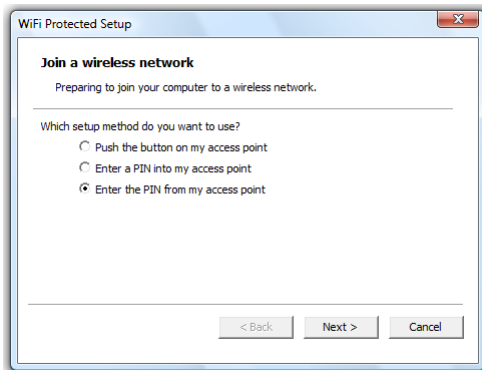 WiFi Protected Setup
Join a wireless network
Preparing to join your computer to a wireless network.
Which setup method do you want to use?
Push the button on my access point
Enter a PIN into my access point
Enter the PIN from my access point
< Back Next > Cancel